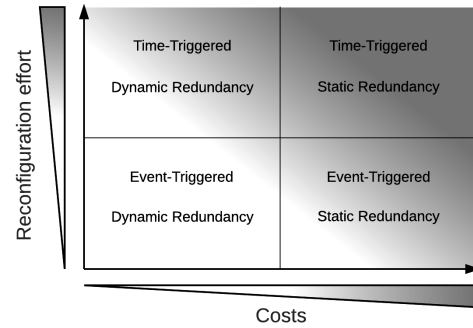 Reconfiguration effort
Time-Triggered
Dynamic Redundancy
Time-Triggered
Static Redundancy
Event-Triggered
Dynamic Redundancy
Event-Triggered
Static Redundancy
Costs